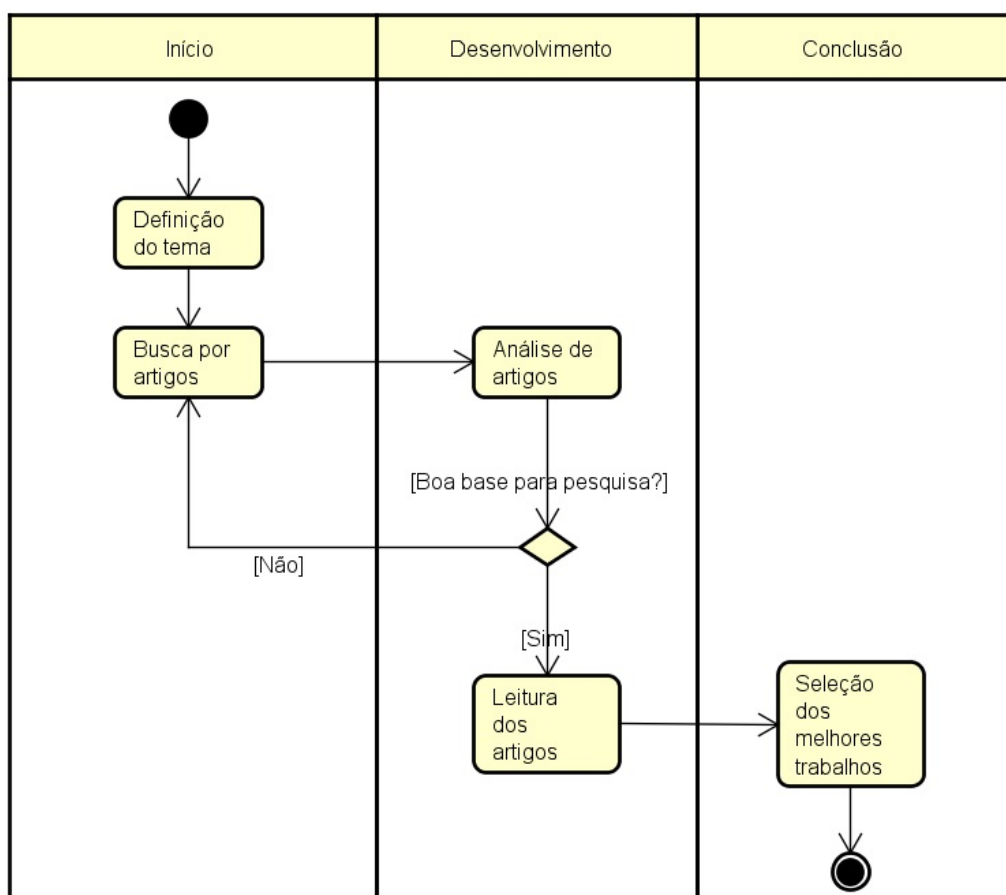 Início
Desenvolvimento
Conclusão
Definição
do tema
Busca por
artigos
Análise de
artigos
[Boa base para pesquisa?]
[Não]
[Sim]
Leitura
dos
artigos
Seleção
dos
melhores
trabalhos